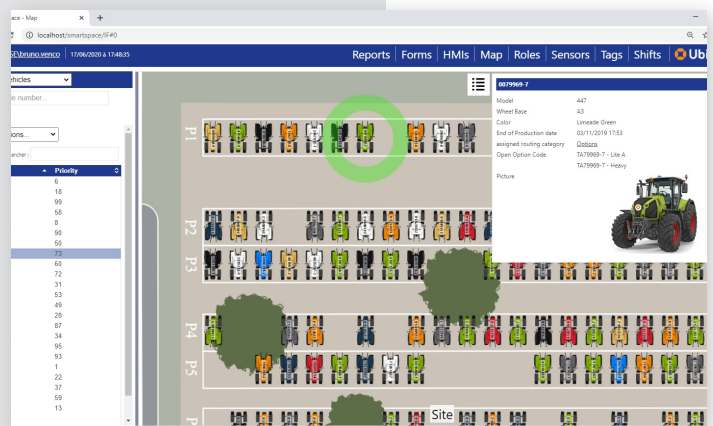 ace - Map
localhost/smartspace/IF#0
SE\bruno.venco 17/06/2020 à 17:48:35
Reports Forms HMIs Map Roles Sensors Tags Shifts Ubi
ehicles
e number...
ions...
ercher :
Priority
6
18
99
58
8
90
50
73
60
72
31
53
49
28
87
34
95
93
1
22
37
59
13
P1
P2
P3
P4
P5
P
Site
0079969-7
Model 447
Wheel Base A3
Color Limeade Green
End of Production date 03/11/2019 17:53
assigned routing category Options
Open Option Code TA79969-7 - Lite A
TA79969-7 - Heavy
Picture